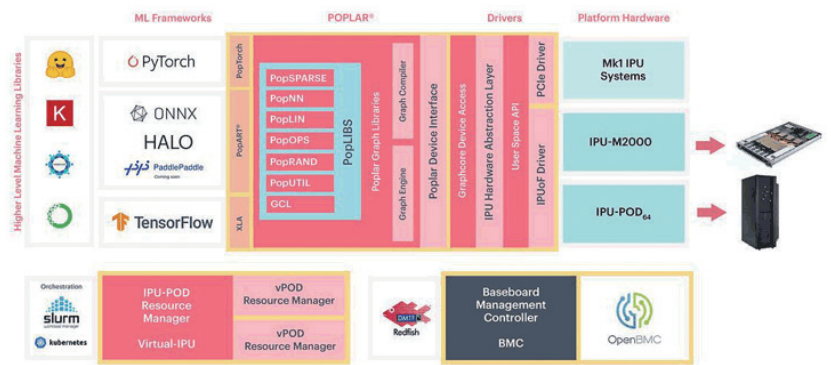 ML Frameworks
POPLAR®
Drivers
Platform Hardware
Higher Level Machine Learning Libraries
K
PyTorch
ONNX
HALO
PaddlePaddle
Coming soon
TensorFlow
PopTorch
PopART®
XLA
PopSPARSE
PopNN
PopLIN
PopOPS
PopRAND
PopUTIL
GCL
PopLIBS
Poplar Graph Libraries
Graph Compiler
Graph Engine
Poplar Device Interface
Graphcore Device Access
IPU Hardware Abstraction Layer
User Space API
PCIe Driver
IPUoF Driver
Mk1 IPU
Systems
IPU-M2000
IPU-POD64
Orchestration
slurm
workload manager
kubernetes
IPU-POD
Resource
Manager
Virtual-IPU
vPOD
Resource Manager
vPOD
Resource Manager
DMTF
Redfish
Baseboard
Management
Controller
BMC
OpenBMC